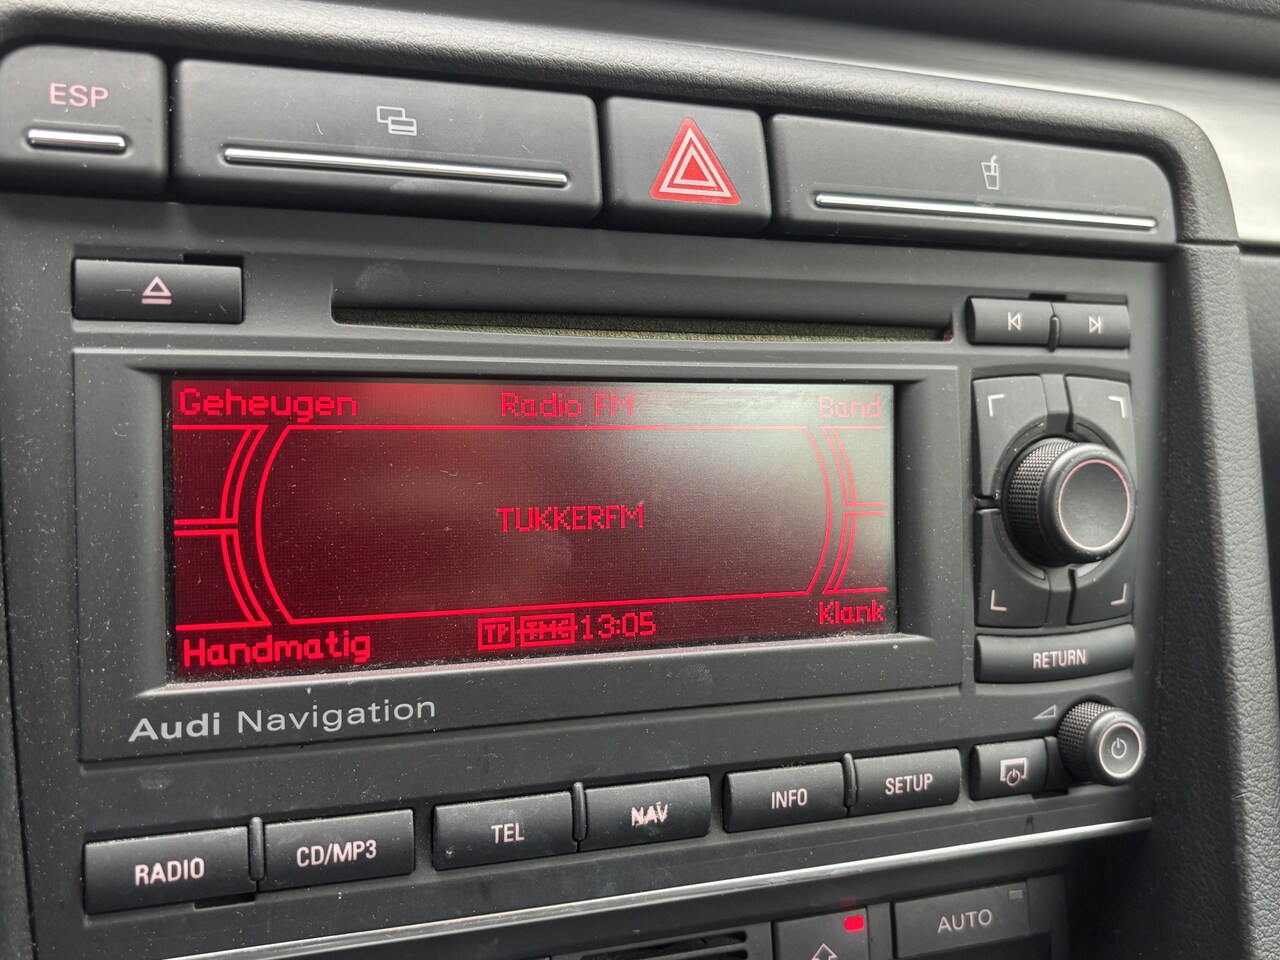 ESP
Geheugen Radio FM Band
TUKKERFM
Handmatig TP TMC 13:05 Klank
RETURN
Audi Navigation
RADIO CD/MP3 TEL NAV INFO SETUP
AUTO